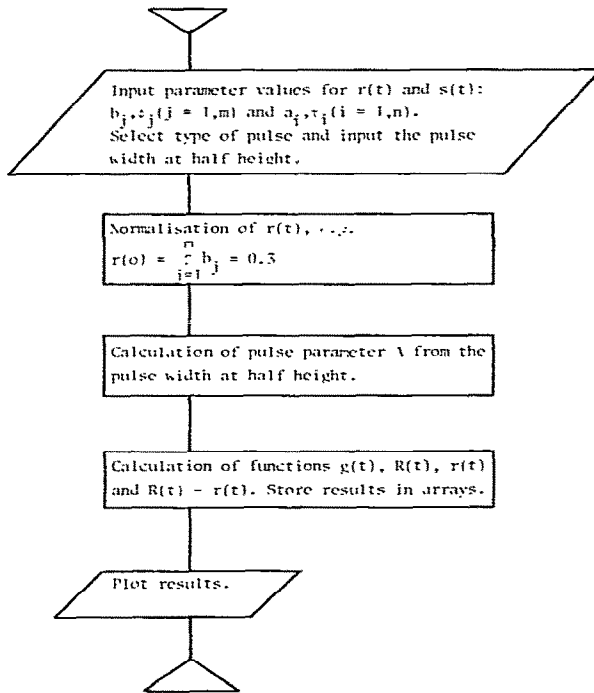 Input parameter values for r(t) and s(t):
b_j,φ_j(j = 1,m) and a_i,τ_i(i = 1,n).
Select type of pulse and input the pulse
width at half height.
Normalisation of r(t),
m
r(o) = Σ b_j = 0.3
j=1
Calculation of pulse parameter λ from the
pulse width at half height.
Calculation of functions g(t), R(t), r(t)
and R(t) - r(t). Store results in arrays.
Plot results.